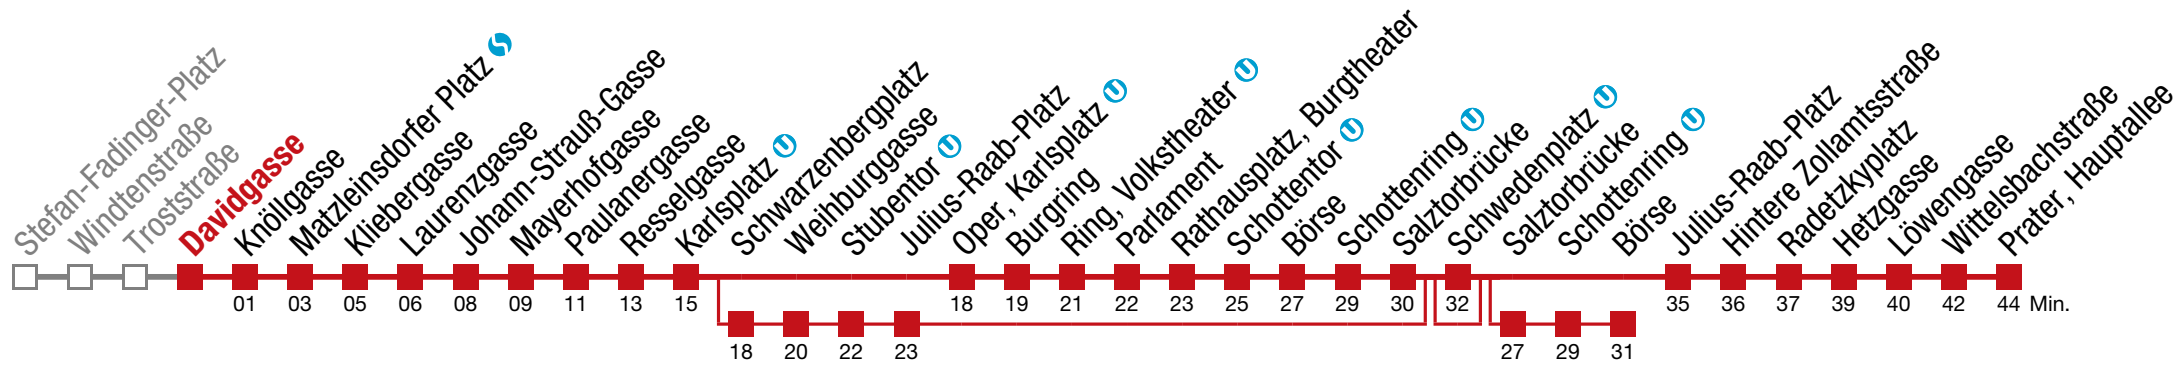 Stefan-Fadinger-Platz
Windtenstraße
Troststraße
Davidgasse
Knöllgasse
Matzleinsdorfer Platz
Kliebergasse
Laurenzgasse
Johann-Strauß-Gasse
Mayerhofgasse
Paulanergasse
Resselgasse
Karlsplatz U
Schwarzenbergplatz
Weihburggasse
Stubentor U
Julius-Raab-Platz
Oper, Karlsplatz U
Burgring
Ring, Volkstheater U
Parlament
Rathausplatz, Burgtheater
Schottentor U
Börse
Schottenring U
Salztorbrücke
Schwedenplatz U
Salztorbrücke
Schottenring U
Börse
Julius-Raab-Platz
Hintere Zollamtsstraße
Radetzkyplatz
Hetzgasse
Löwengasse
Wittelsbachstraße
Prater, Hauptallee
01 03 05 06 08 09 11 13 15 18 19 21 22 23 25 27 29 30 32 35 36 37 39 40 42 44 Min.
18 20 22 23 27 29 31